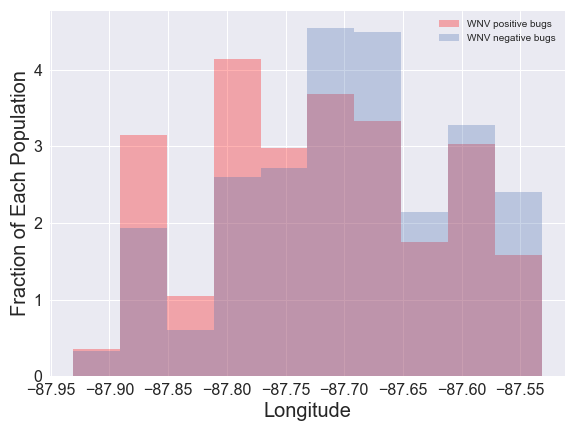 WNV positive bugs
WNV negative bugs
Fraction of Each Population
4
3
2
1
0
−87.95 −87.90 −87.85 −87.80 −87.75 −87.70 −87.65 −87.60 −87.55
Longitude